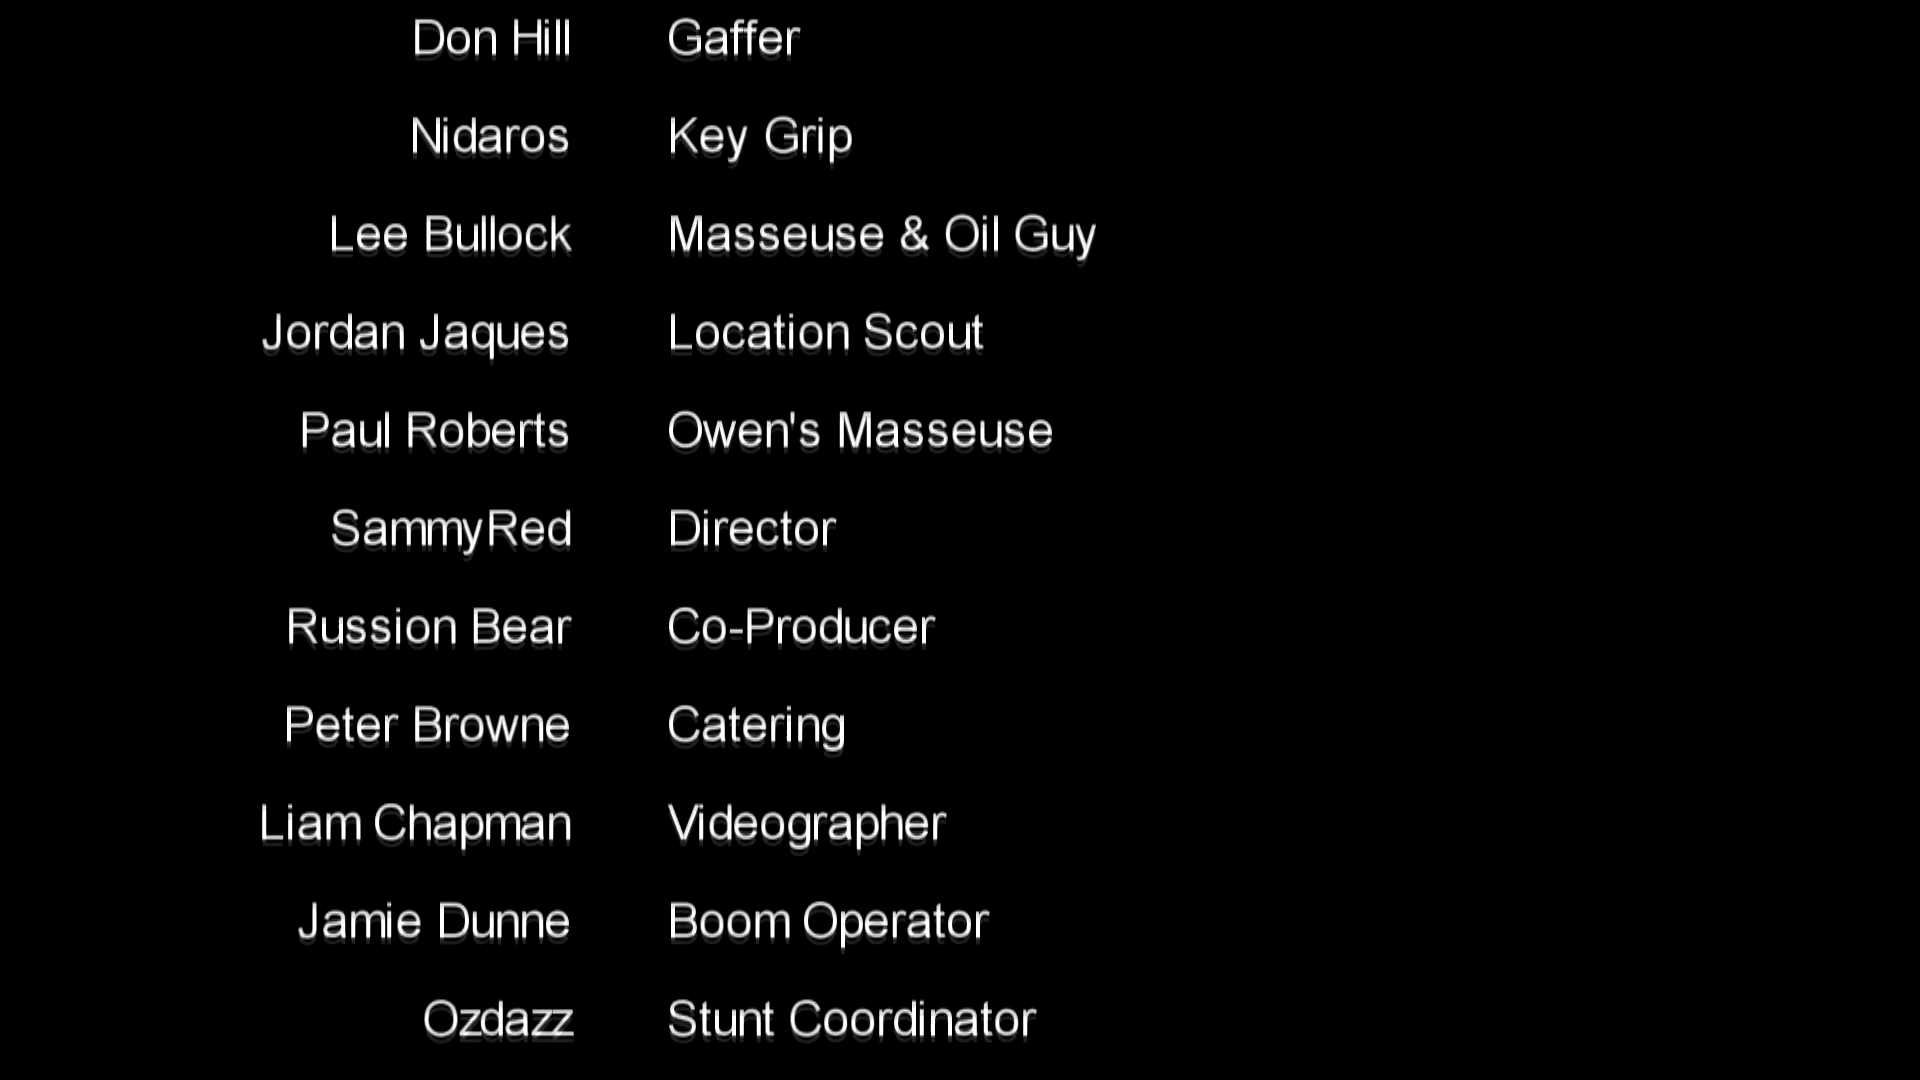 Don Hill Gaffer
Nidaros Key Grip
Lee Bullock Masseuse & Oil Guy
Jordan Jaques Location Scout
Paul Roberts Owen's Masseuse
SammyRed Director
Russion Bear Co-Producer
Peter Browne Catering
Liam Chapman Videographer
Jamie Dunne Boom Operator
Ozdazz Stunt Coordinator